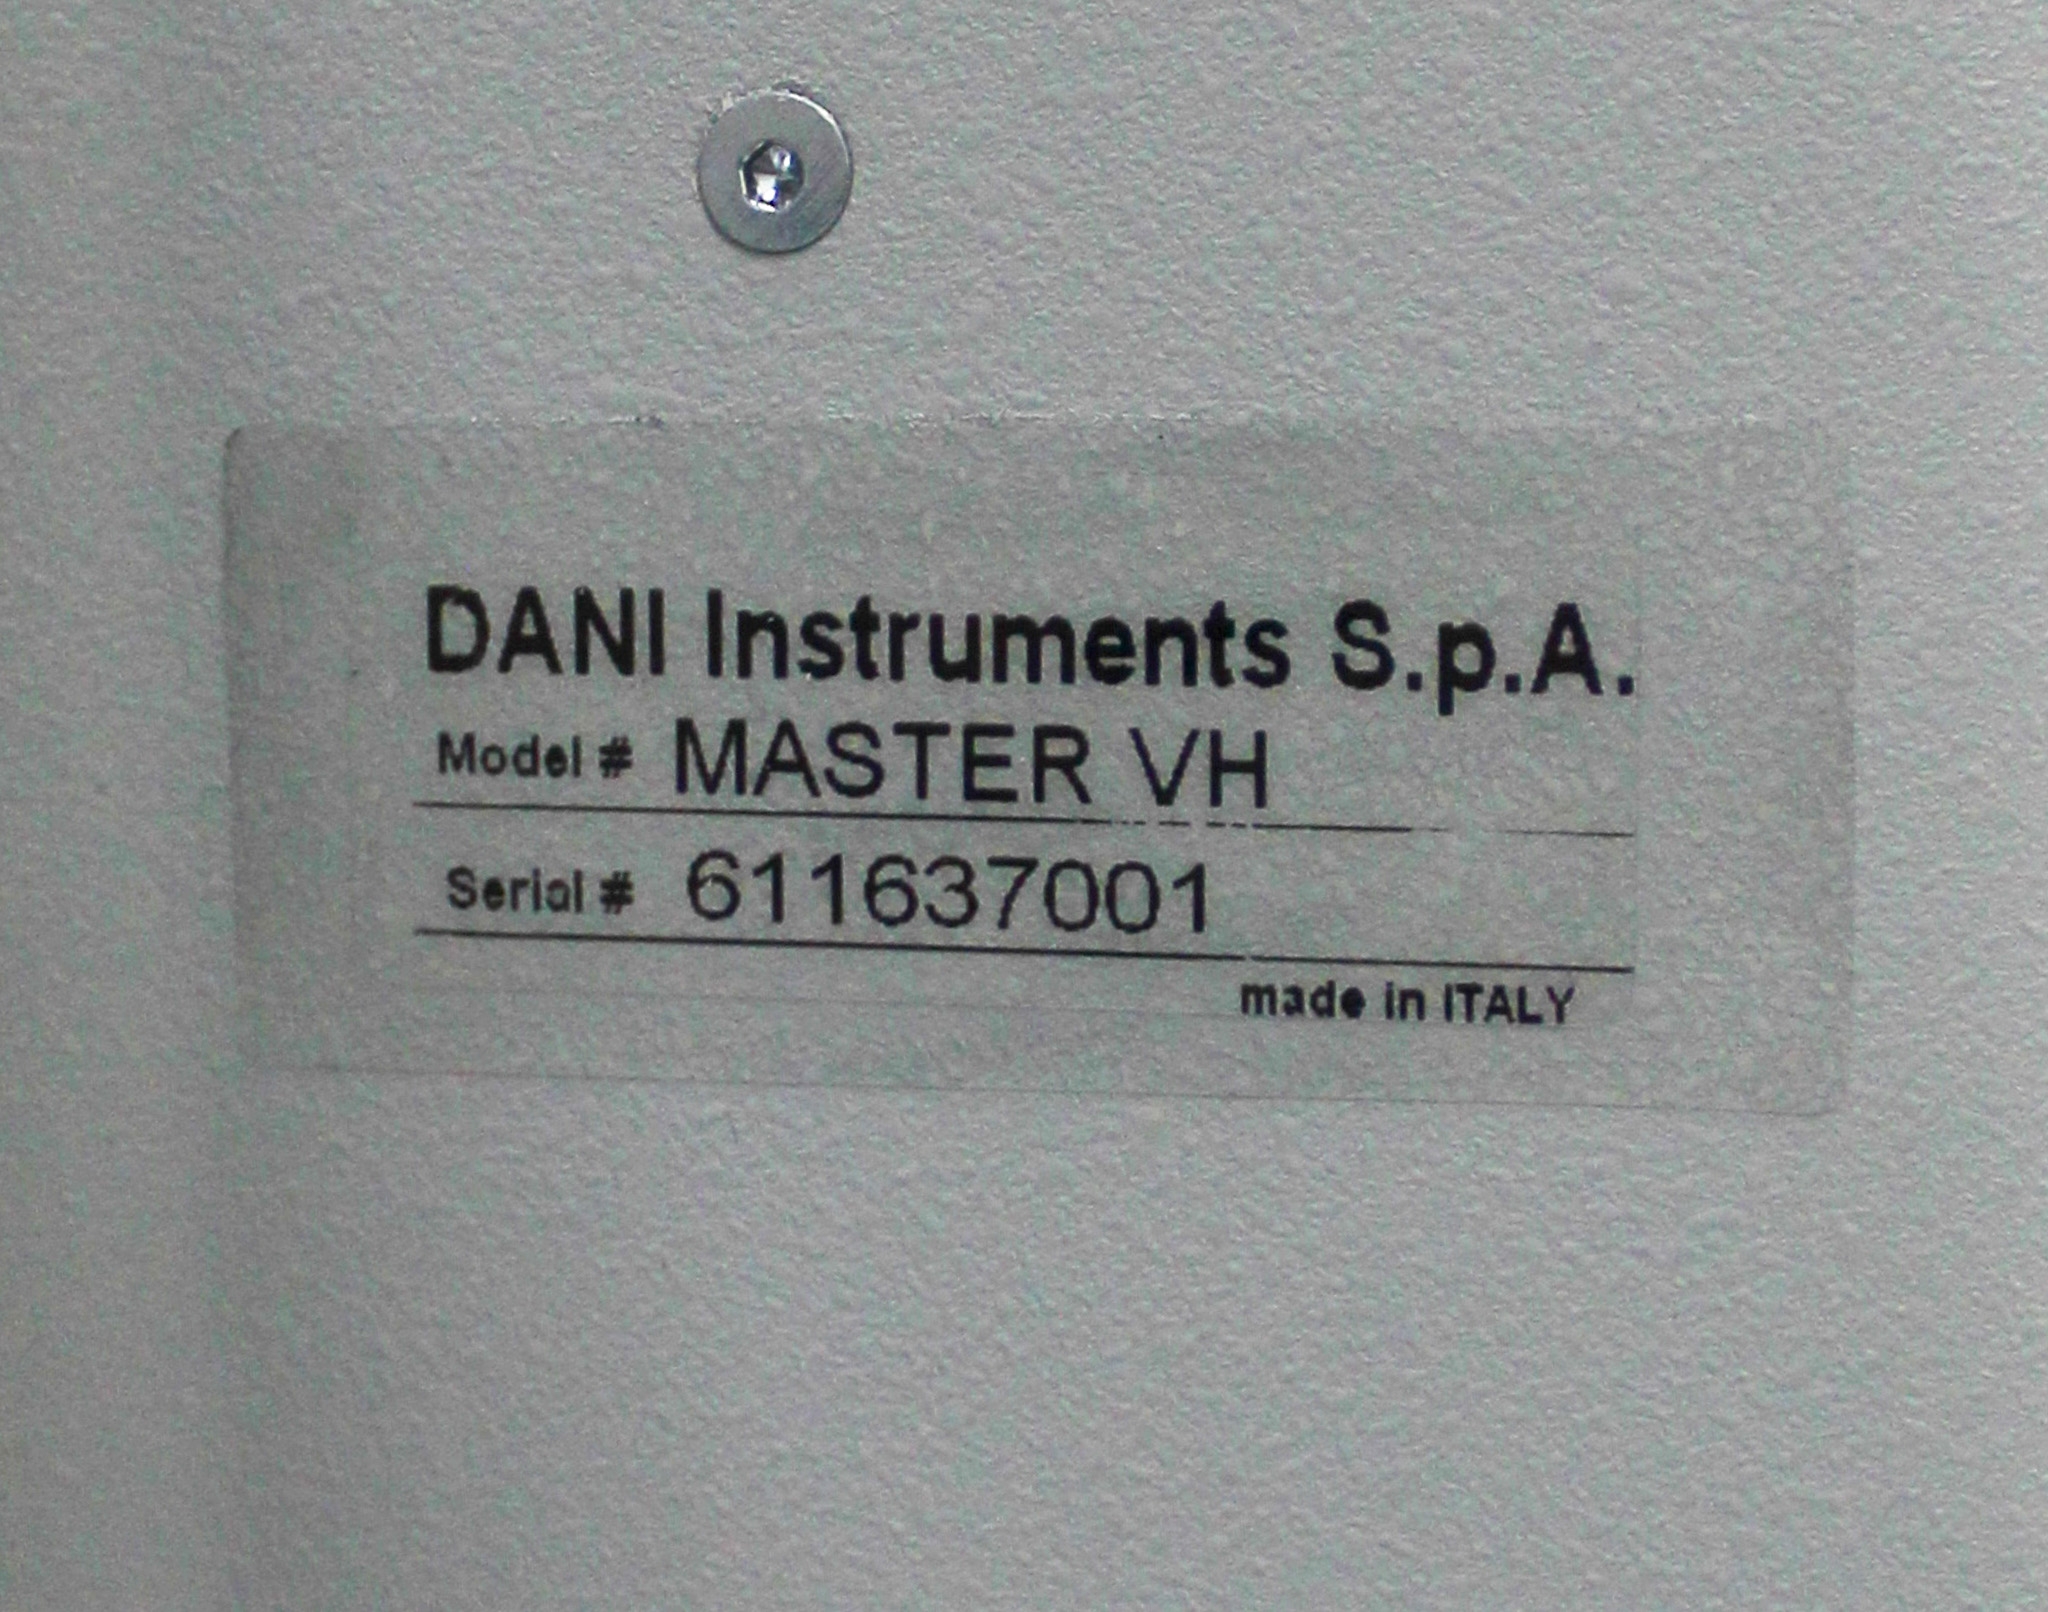 DANI Instruments S.p.A.
Model # MASTER VH
Serial # 611637001
made in ITALY